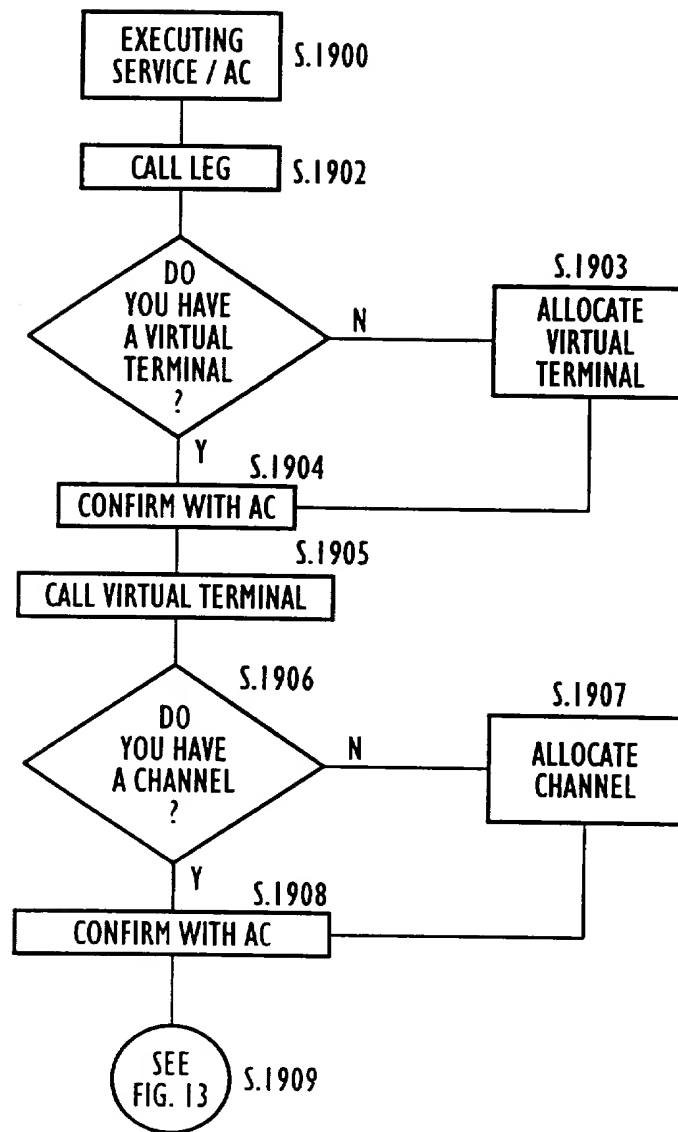 EXECUTING
SERVICE / AC
S.1900
CALL LEG
S.1902
DO
YOU HAVE
A VIRTUAL
TERMINAL
?
N
S.1903
ALLOCATE
VIRTUAL
TERMINAL
Y
S.1904
CONFIRM WITH AC
S.1905
CALL VIRTUAL TERMINAL
S.1906
DO
YOU HAVE
A CHANNEL
?
N
S.1907
ALLOCATE
CHANNEL
Y
S.1908
CONFIRM WITH AC
SEE
FIG. 13
S.1909